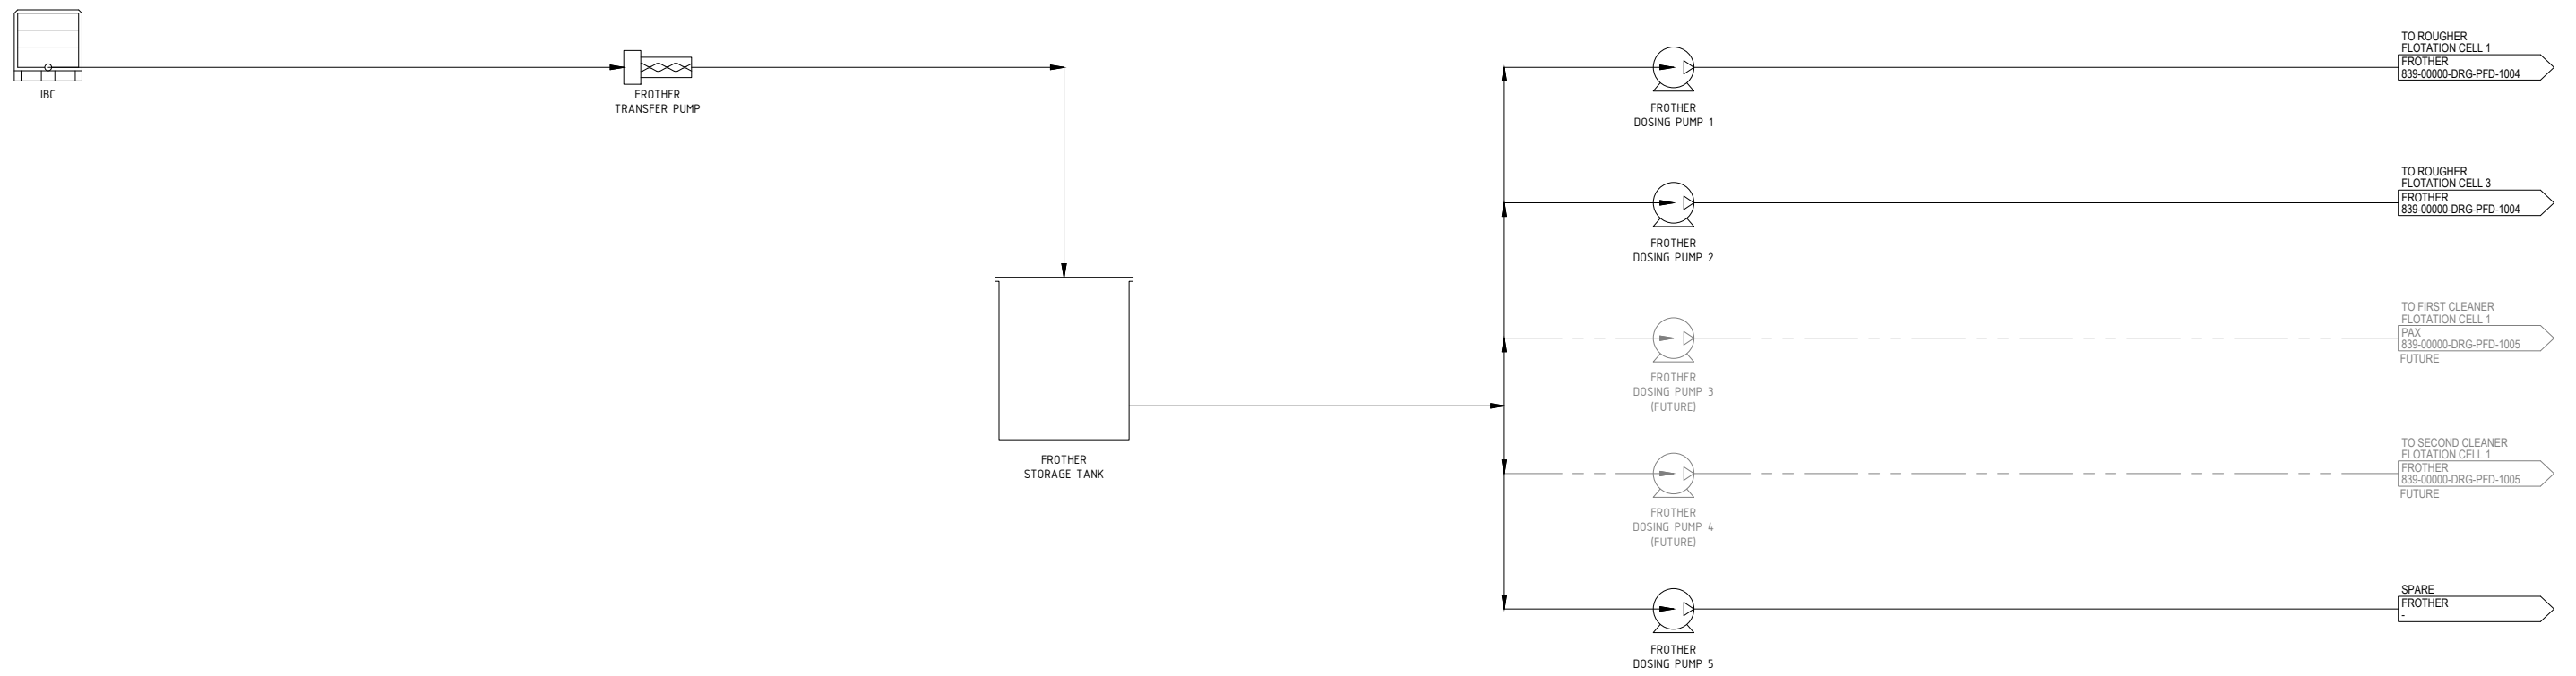 IBC
FROTHER
TRANSFER PUMP
FROTHER
STORAGE TANK
FROTHER
DOSING PUMP 1
TO ROUGHER
FLOTATION CELL 1
FROTHER
839-00000-DRG-PFD-1004
FROTHER
DOSING PUMP 2
TO ROUGHER
FLOTATION CELL 3
FROTHER
839-00000-DRG-PFD-1004
FROTHER
DOSING PUMP 3
(FUTURE)
TO FIRST CLEANER
FLOTATION CELL 1
PAX
839-00000-DRG-PFD-1005
FUTURE
FROTHER
DOSING PUMP 4
(FUTURE)
TO SECOND CLEANER
FLOTATION CELL 1
FROTHER
839-00000-DRG-PFD-1005
FUTURE
FROTHER
DOSING PUMP 5
SPARE
FROTHER
-